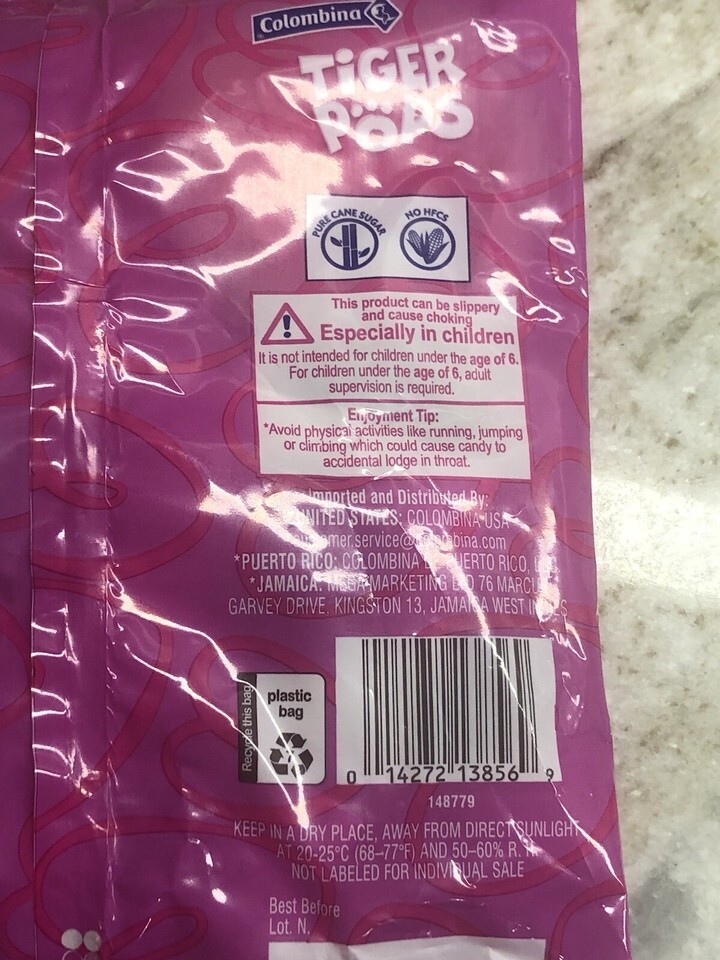 Colombina
TiGER
POPS
PURE CANE SUGAR
NO HFCS
This product can be slippery
and cause choking
Especially in children
It is not intended for children under the age of 6.
For children under the age of 6, adult
supervision is required.
Enjoyment Tip:
*Avoid physical activities like running, jumping
or climbing which could cause candy to
accidental lodge in throat.
Imported and Distributed By:
UNITED STATES: COLOMBINA USA
*PUERTO RICO: COLOMBINA PUERTO RICO,
*JAMAICA: MARKETING 76
GARVEY DRIVE, KINGSTON 13, JAMAICA WEST
Recycle this bag
plastic
bag
0 14272 13856 9
148779
KEEP IN A DRY PLACE, AWAY FROM DIRECT SUNLIGHT
AT 20-25°C (68–77°F) AND 50–60% R.
NOT LABELED FOR INDIVIDUAL SALE
Best Before
Lot. N.